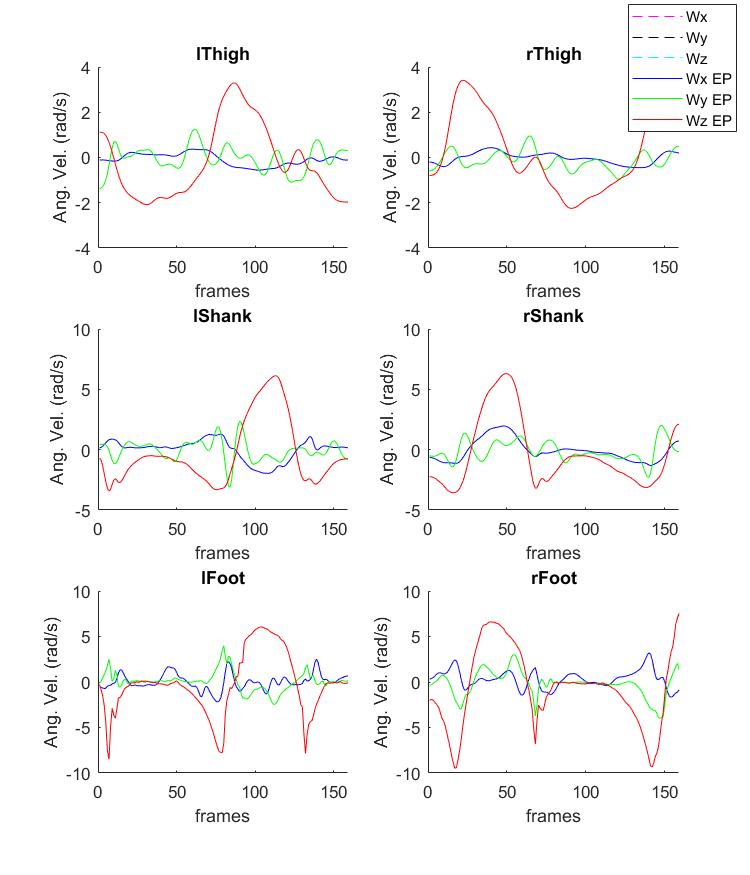 Wx
Wy
Wz
Wx EP
Wy EP
Wz EP
lThigh
rThigh
4
2
0
-2
-4
Ang. Vel. (rad/s)
0
50
100
150
frames
4
2
0
-2
-4
Ang. Vel. (rad/s)
0
50
100
150
frames
lShank
rShank
10
5
0
-5
Ang. Vel. (rad/s)
0
50
100
150
frames
10
5
0
-5
Ang. Vel. (rad/s)
0
50
100
150
frames
lFoot
rFoot
10
5
0
-5
-10
Ang. Vel. (rad/s)
0
50
100
150
frames
10
5
0
-5
-10
Ang. Vel. (rad/s)
0
50
100
150
frames